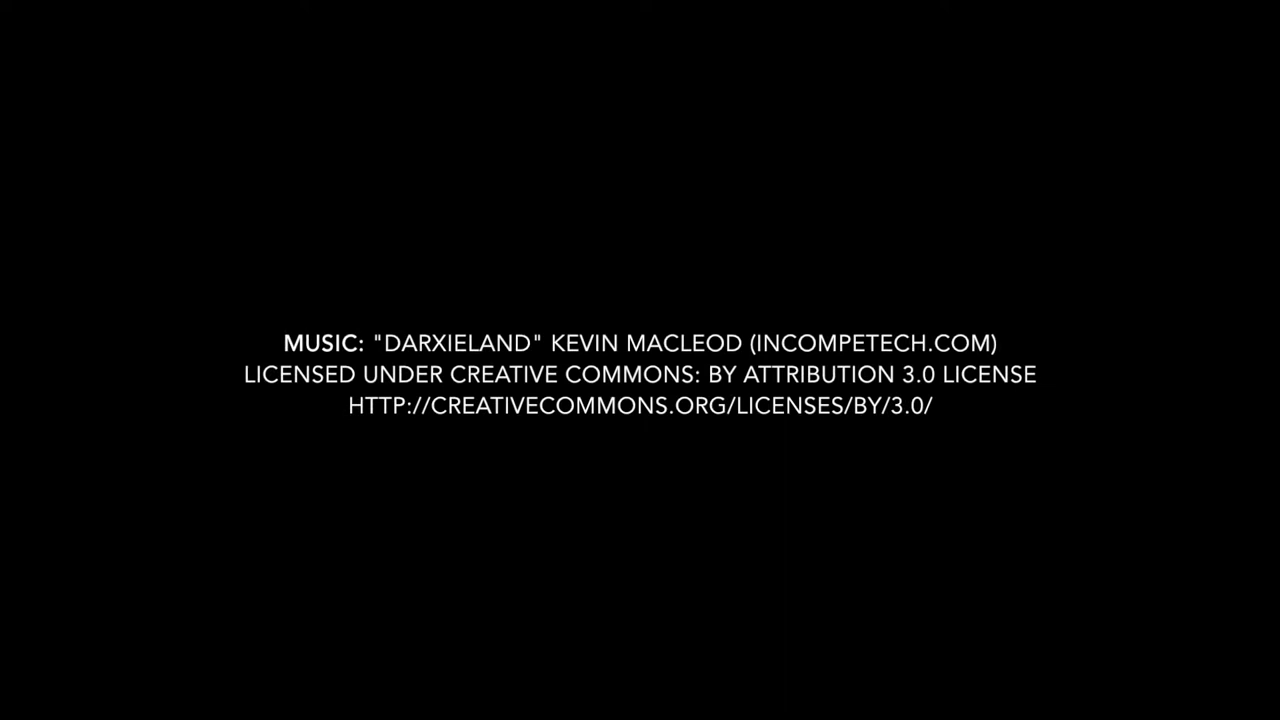 MUSIC: "DARXIELAND" KEVIN MACLEOD (INCOMPETECH.COM)
LICENSED UNDER CREATIVE COMMONS: BY ATTRIBUTION 3.0 LICENSE
HTTP://CREATIVECOMMONS.ORG/LICENSES/BY/3.0/